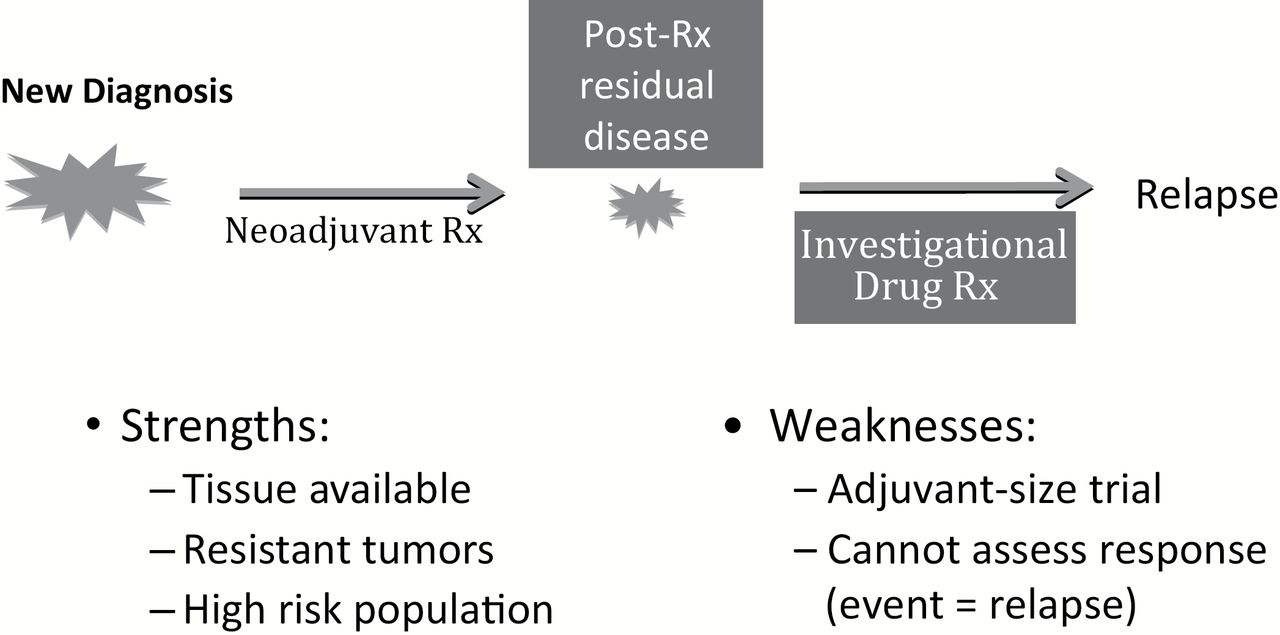 New Diagnosis
Post-Rx
residual
disease
Neoadjuvant Rx
Investigational
Drug Rx
Relapse
• Strengths:
– Tissue available
– Resistant tumors
– High risk population
• Weaknesses:
– Adjuvant-size trial
– Cannot assess response
(event = relapse)